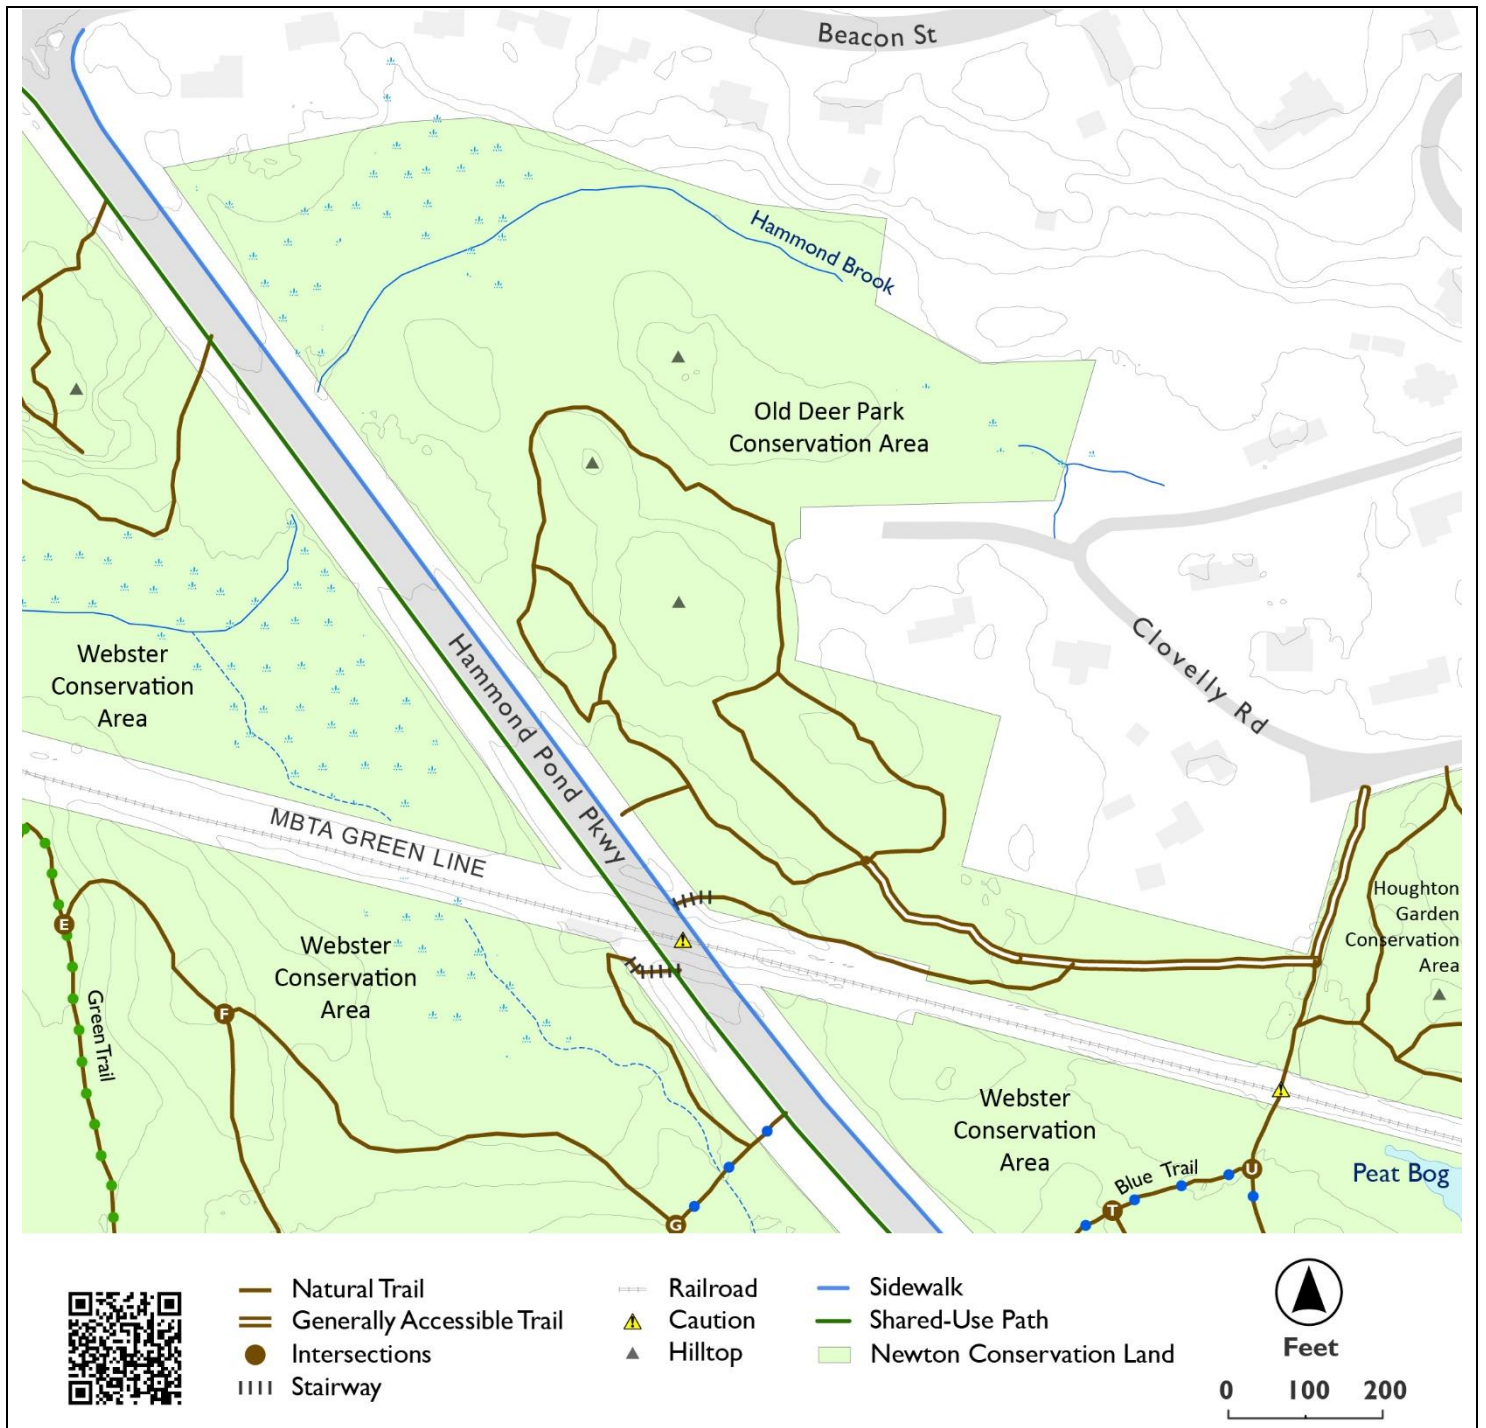 Beacon St
Hammond Brook
Old Deer Park
Conservation Area
Hammond Pond Pkwy
Clovelly Rd
Webster
Conservation
Area
MBTA GREEN LINE
Houghton
Garden
Conservation
Area
E
Webster
Conservation
Area
F
Green Trail
Webster
Conservation
Area
Blue Trail
U
Peat Bog
T
G
Natural Trail
Generally Accessible Trail
Intersections
Stairway
Railroad
Caution
Hilltop
Sidewalk
Shared-Use Path
Newton Conservation Land
Feet
0 100 200